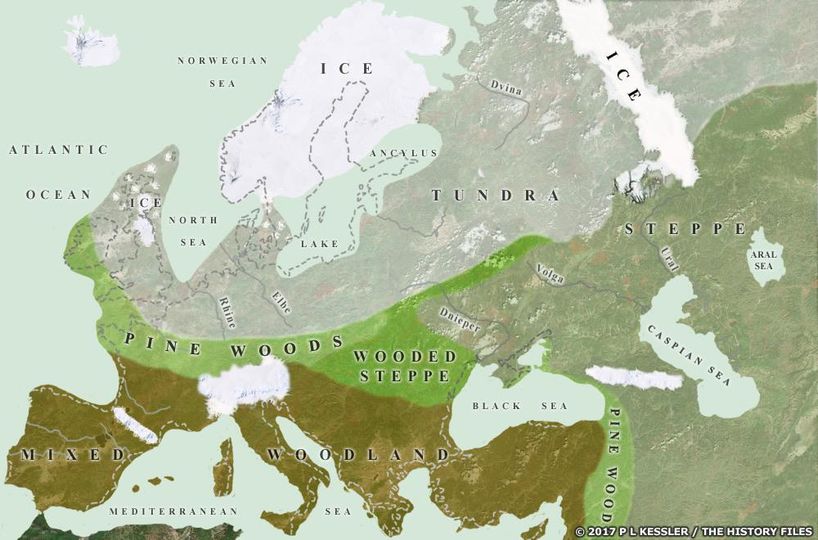 NORWEGIAN
SEA
ICE
ICE
Dvina
ATLANTIC
OCEAN
ANCYLUS
ICE
NORTH
SEA
TUNDRA
LAKE
STEPPE
ARAL
SEA
Ural
Volga
Rhine
Elbe
Dnieper
PINE WOODS
WOODED
STEPPE
CASPIAN SEA
BLACK SEA
PINE WOOD
MIXED WOODLAND
MEDITERRANEAN SEA
© 2017 P L KESSLER / THE HISTORY FILES